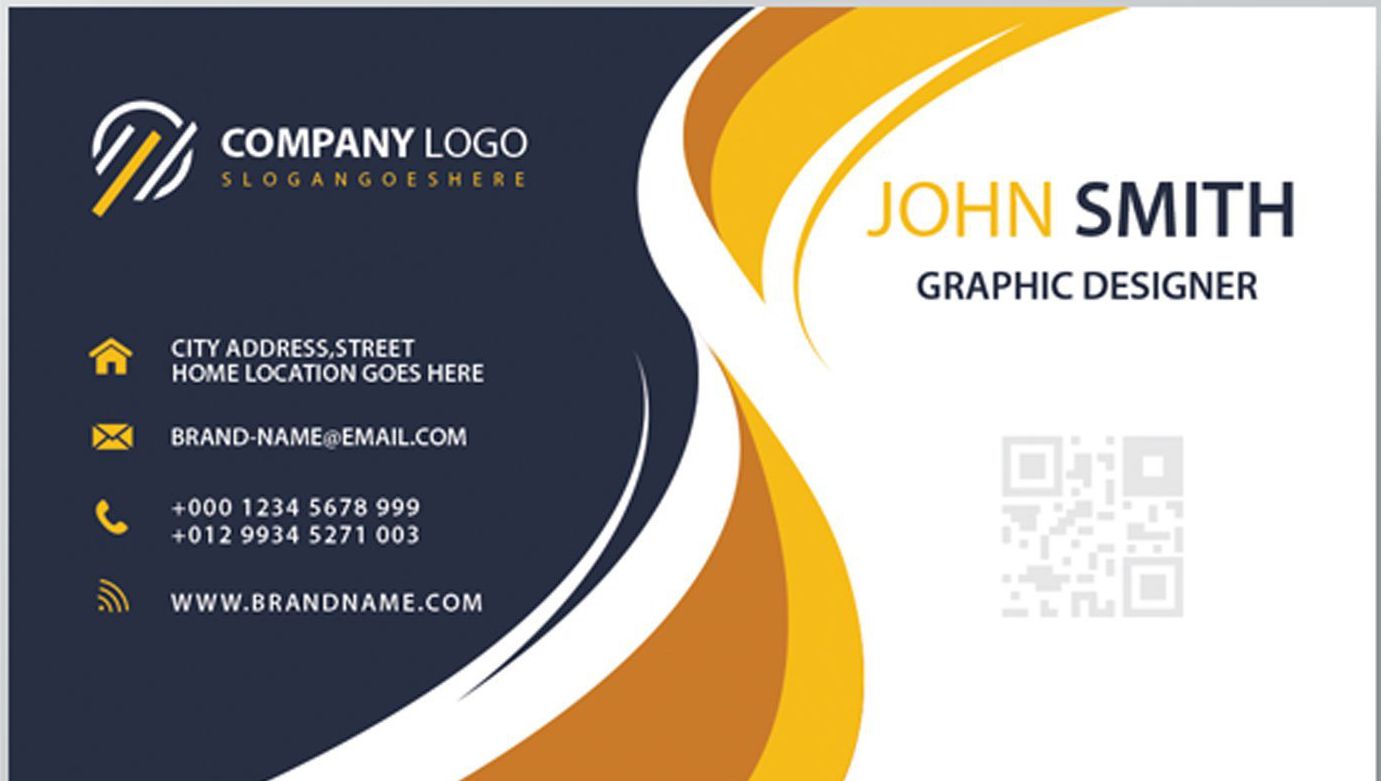 COMPANY LOGO
SLOGANGOESHERE
JOHN SMITH
GRAPHIC DESIGNER
CITY ADDRESS,STREET
HOME LOCATION GOES HERE
BRAND-NAME@EMAIL.COM
+000 1234 5678 999
+012 9934 5271 003
WWW.BRANDNAME.COM